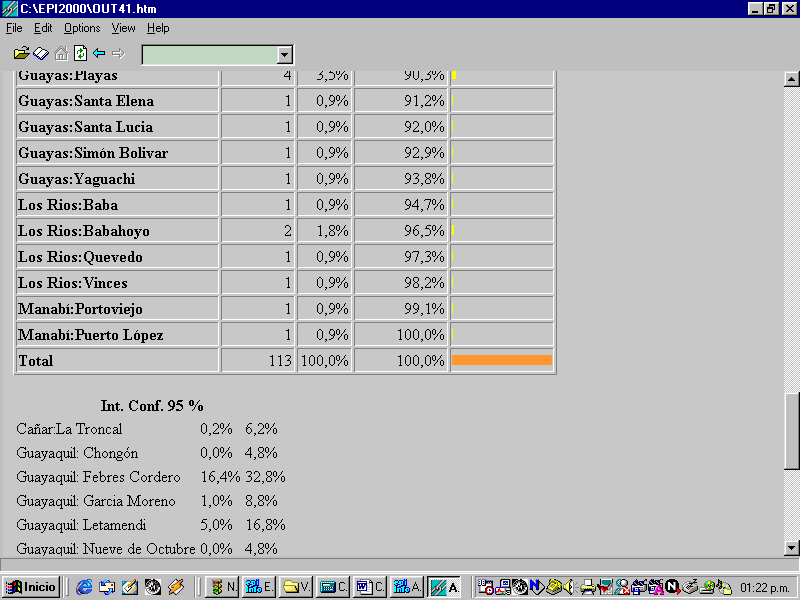 C:\EPI2000\OUT41.htm
File Edit Options View Help
Guayas:Playas 4 3,5% 90,3%
Guayas:Santa Elena 1 0,9% 91,2%
Guayas:Santa Lucia 1 0,9% 92,0%
Guayas:Simón Bolivar 1 0,9% 92,9%
Guayas:Yaguachi 1 0,9% 93,8%
Los Rios:Baba 1 0,9% 94,7%
Los Rios:Babahoyo 2 1,8% 96,5%
Los Rios:Quevedo 1 0,9% 97,3%
Los Rios:Vinces 1 0,9% 98,2%
Manabí:Portoviejo 1 0,9% 99,1%
Manabí:Puerto López 1 0,9% 100,0%
Total 113 100,0% 100,0%
Int. Conf. 95 %
Cañar:La Troncal 0,2% 6,2%
Guayaquil: Chongón 0,0% 4,8%
Guayaquil: Febres Cordero 16,4% 32,8%
Guayaquil: Garcia Moreno 1,0% 8,8%
Guayaquil: Letamendi 5,0% 16,8%
Guayaquil: Nueve de Octubre 0,0% 4,8%
Inicio N. E. V. C. C. A. A. 01:22 p.m.